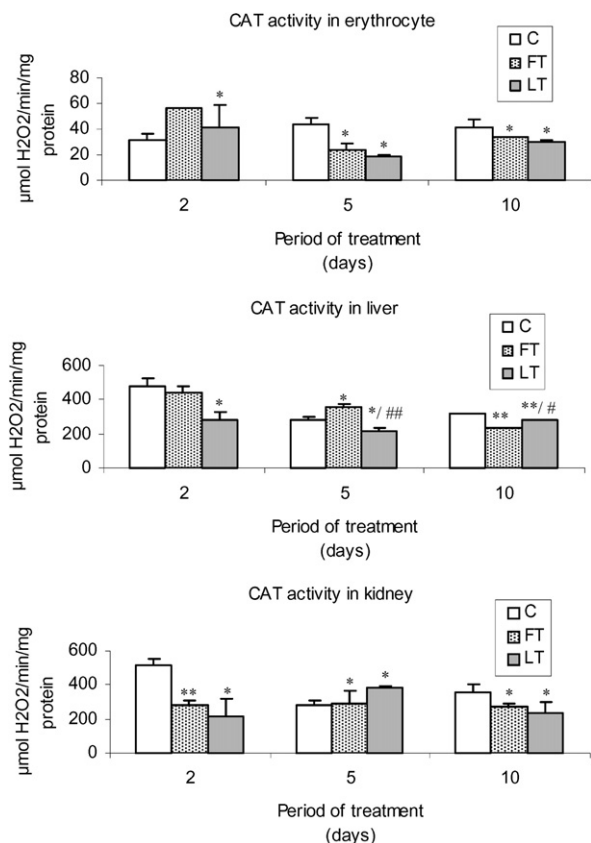 CAT activity in erythrocyte
C
FT
LT
µmol H2O2/min/mg
protein
80
60
40
20
0
*
* *
* *
2 5 10
Period of treatment
(days)
CAT activity in liver
C
FT
LT
µmol H2O2/min/mg
protein
600
400
200
0
*
* */ ##
** **/ #
2 5 10
Period of treatment
(days)
CAT activity in kidney
C
FT
LT
µmol H2O2/min/mg
protein
600
400
200
0
** *
* *
* *
2 5 10
Period of treatment
(days)